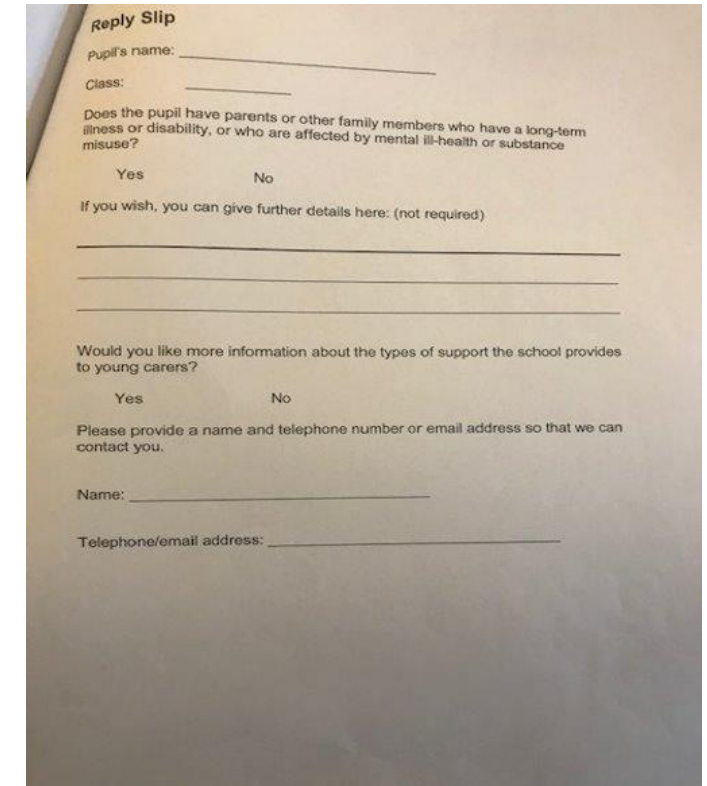 Reply Slip
Pupil's name:
Class:
Does the pupil have parents or other family members who have a long-term
illness or disability, or who are affected by mental ill-health or substance
misuse?
Yes No
If you wish, you can give further details here: (not required)
Would you like more information about the types of support the school provides
to young carers?
Yes No
Please provide a name and telephone number or email address so that we can
contact you.
Name:
Telephone/email address: